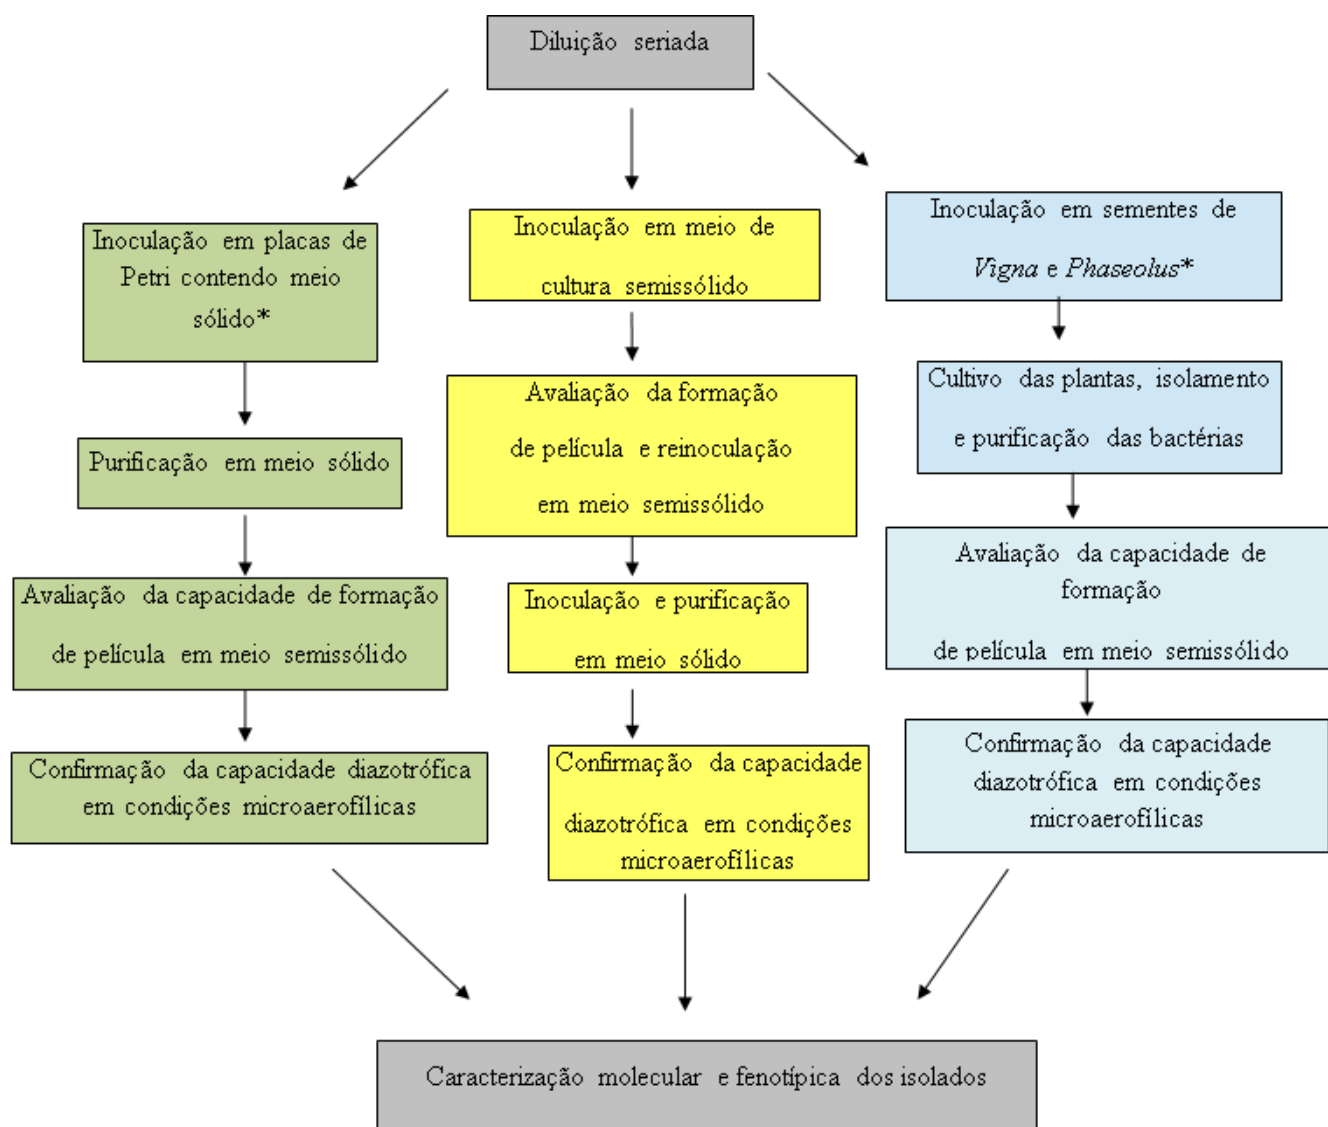 Diluição seriada
Inoculação em placas de
Petri contendo meio
sólido*
Purificação em meio sólido
Avaliação da capacidade de formação
de película em meio semissólido
Confirmação da capacidade diazotrófica
em condições microaerofílicas
Inoculação em meio de
cultura semissólido
Avaliação da formação
de película e reinoculação
em meio semissólido
Inoculação e purificação
em meio sólido
Confirmação da capacidade
diazotrófica em condições
microaerofílicas
Inoculação em sementes de
Vigna e Phaseolus*
Cultivo das plantas, isolamento
e purificação das bactérias
Avaliação da capacidade de
formação
de película em meio semissólido
Confirmação da capacidade
diazotrófica em condições
microaerofílicas
Caracterização molecular e fenotípica dos isolados